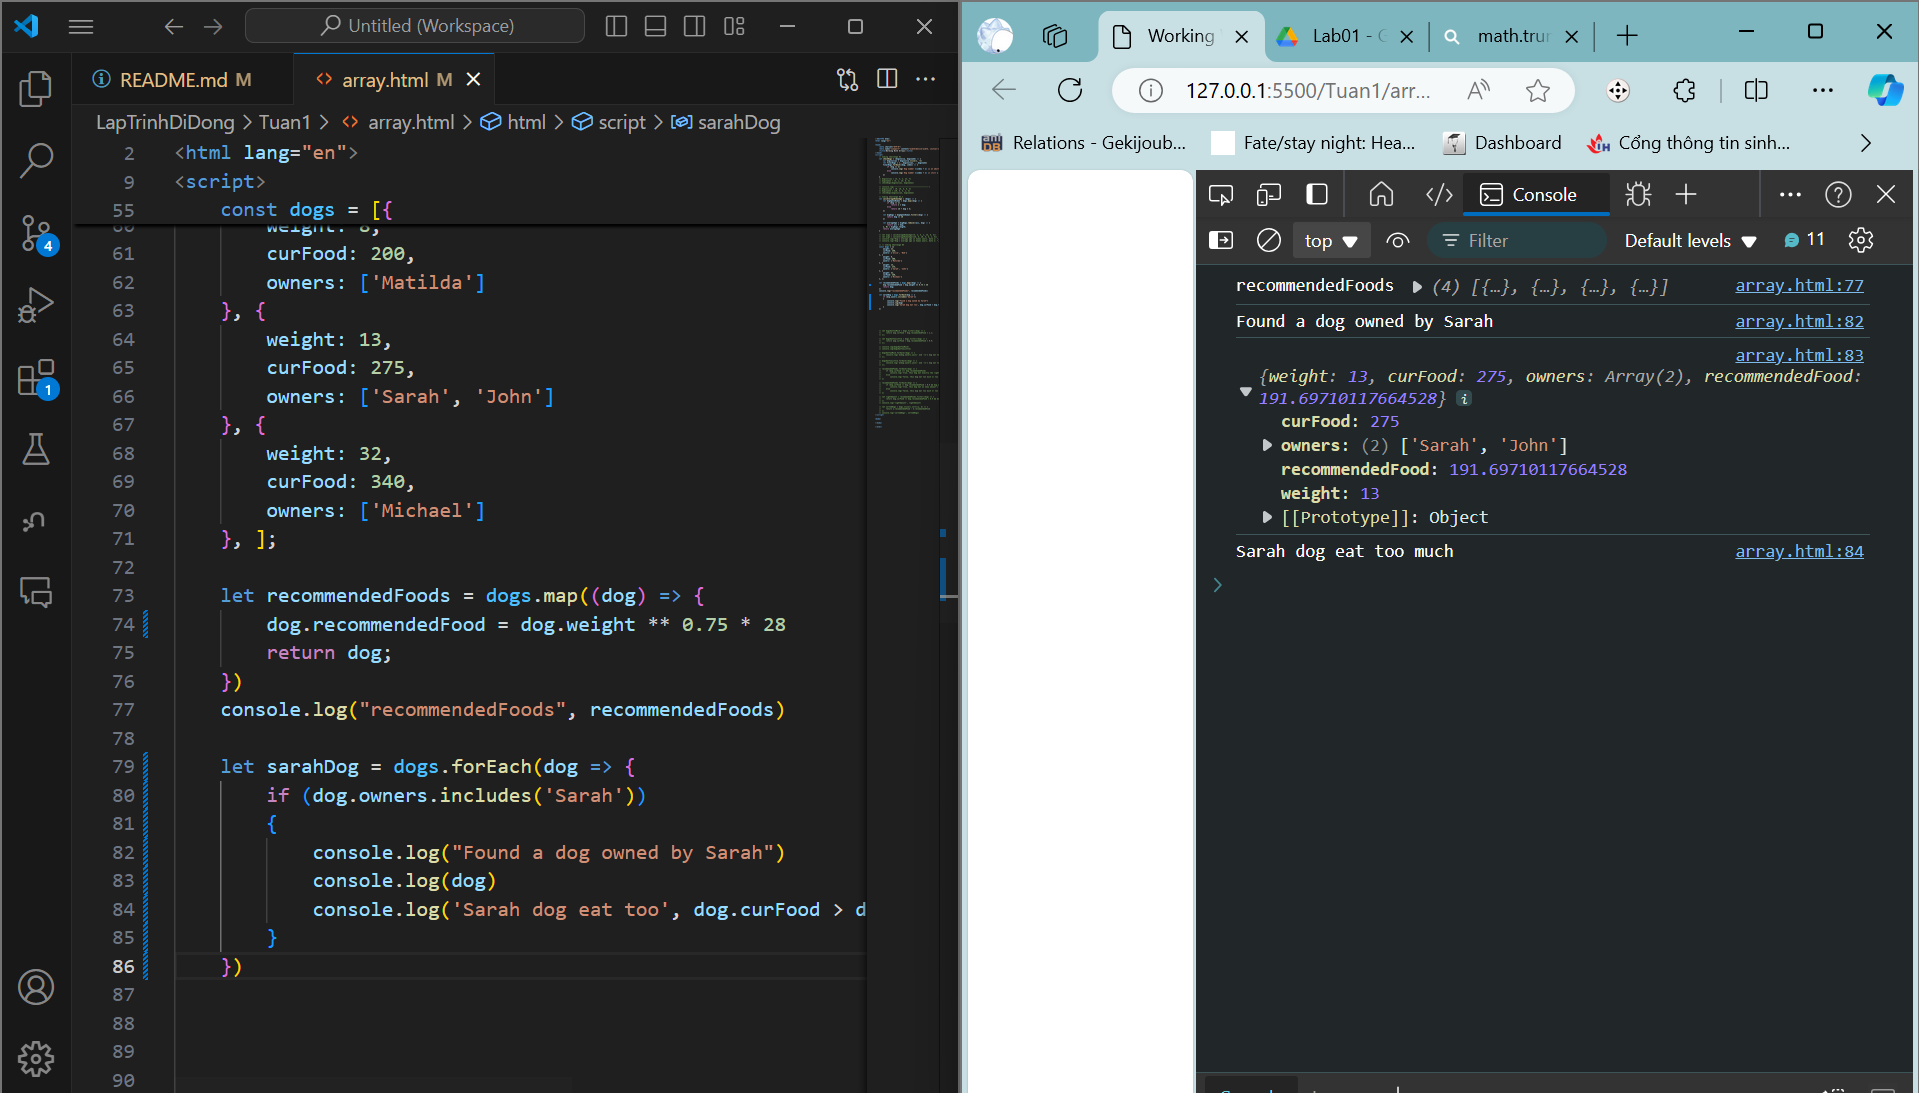 Untitled (Workspace)
README.md M
array.html M
LapTrinhDiDong > Tuan1 > array.html > html > script > sarahDog
2 <html lang="en">
9 <script>
55 const dogs = [{
60 weight: 8,
61 curFood: 200,
62 owners: ['Matilda']
63 }, {
64 weight: 13,
65 curFood: 275,
66 owners: ['Sarah', 'John']
67 }, {
68 weight: 32,
69 curFood: 340,
70 owners: ['Michael']
71 }, ];
72
73 let recommendedFoods = dogs.map((dog) => {
74 dog.recommendedFood = dog.weight ** 0.75 * 28
75 return dog;
76 })
77 console.log("recommendedFoods", recommendedFoods)
78
79 let sarahDog = dogs.forEach(dog => {
80 if (dog.owners.includes('Sarah'))
81 {
82 console.log("Found a dog owned by Sarah")
83 console.log(dog)
84 console.log('Sarah dog eat too', dog.curFood > d
85 }
86 })
87
88
89
90
4
1
Working
Lab01 - G
math.trun
127.0.0.1:5500/Tuan1/arr...
Relations - Gekijoub...
Fate/stay night: Hea...
Dashboard
Cổng thông tin sinh...
Console
top
Filter
Default levels
11
recommendedFoods (4) [{…}, {…}, {…}, {…}] array.html:77
Found a dog owned by Sarah array.html:82
array.html:83
{weight: 13, curFood: 275, owners: Array(2), recommendedFood:
191.69710117664528}
curFood: 275
owners: (2) ['Sarah', 'John']
recommendedFood: 191.69710117664528
weight: 13
[[Prototype]]: Object
Sarah dog eat too much array.html:84